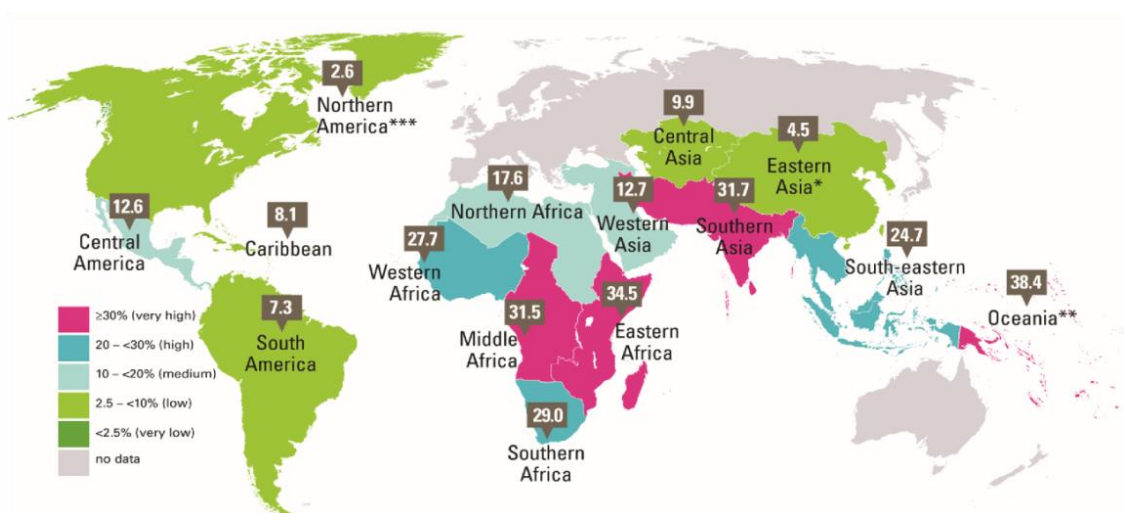 2.6
Northern
America***
9.9
Central
Asia
4.5
Eastern
Asia*
17.6
Northern Africa
12.7
Western
Asia
31.7
Southern
Asia
12.6
Central
America
8.1
Caribbean
27.7
Western
Africa
24.7
South-eastern
Asia
38.4
Oceania**
7.3
South
America
31.5
Middle
Africa
34.5
Eastern
Africa
29.0
Southern
Africa
≥30% (very high)
20 – <30% (high)
10 – <20% (medium)
2.5 – <10% (low)
<2.5% (very low)
no data